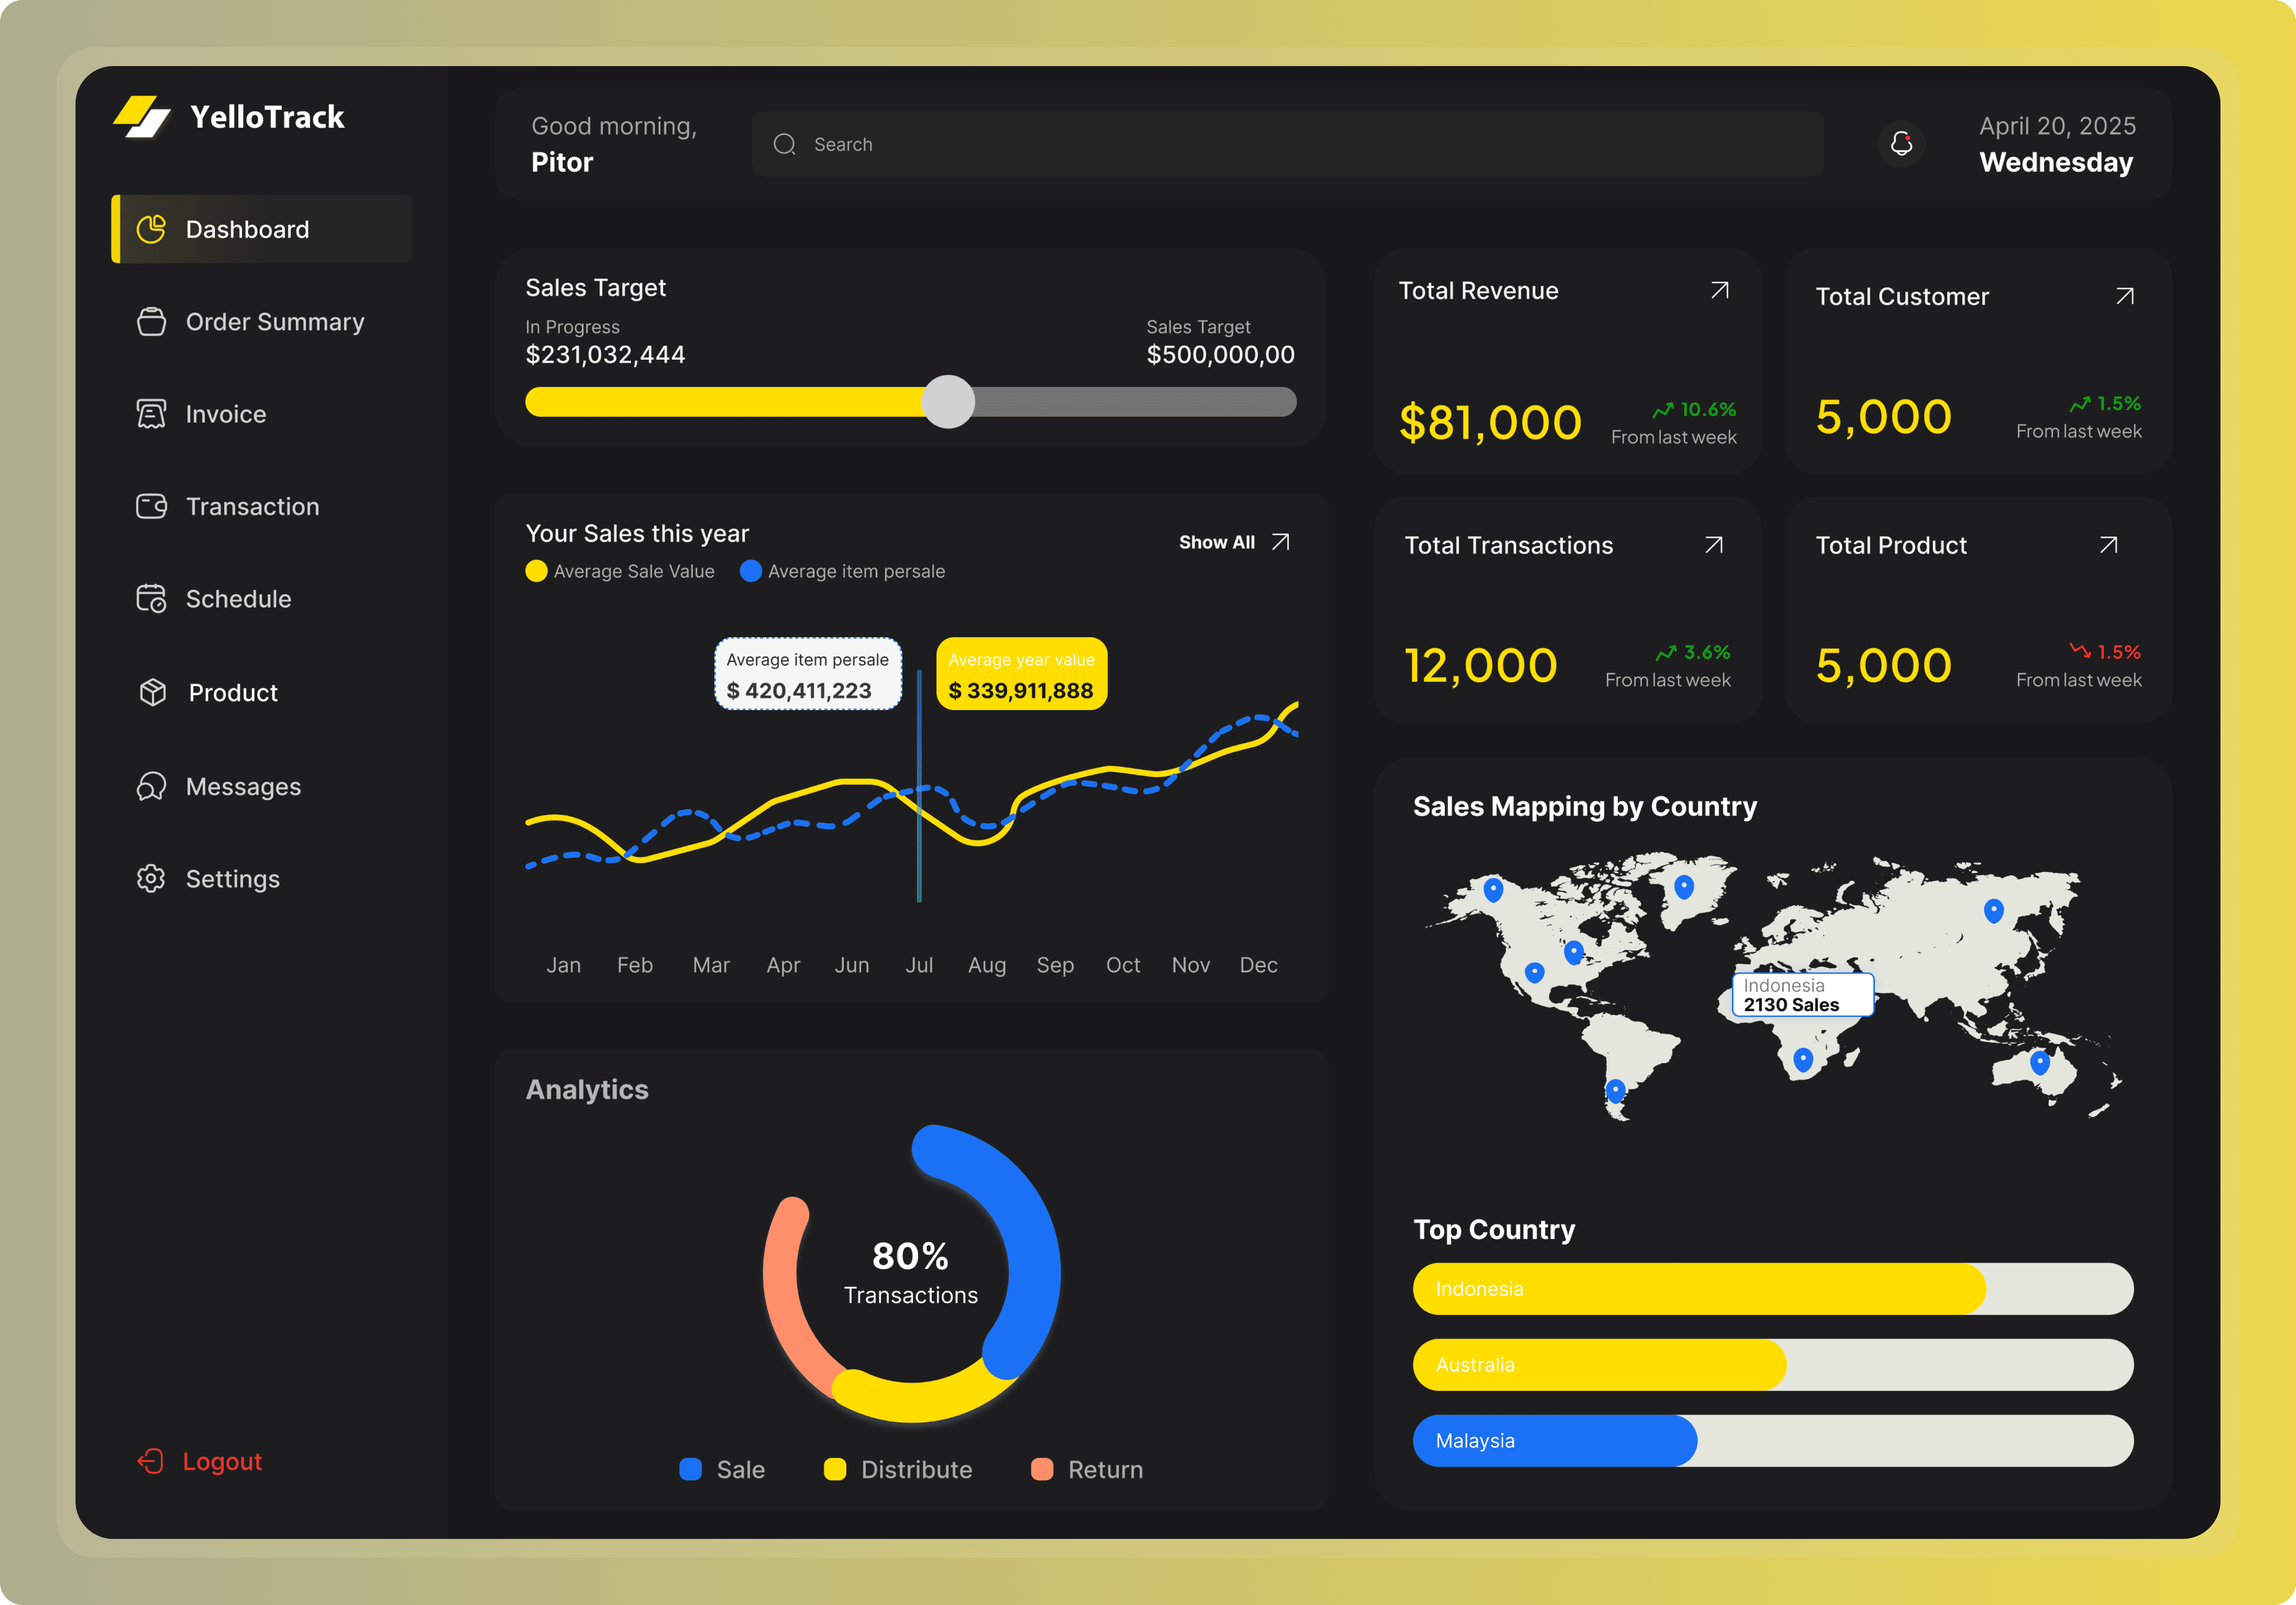 YelloTrack
Dashboard
Order Summary
Invoice
Transaction
Schedule
Product
Messages
Settings
Logout
Good morning,
Pitor
Search
April 20, 2025
Wednesday
Sales Target
In Progress
$231,032,444
Sales Target
$500,000,00
Your Sales this year
Show All
Average Sale Value
Average item persale
Average item persale
$ 420,411,223
Average year value
$ 339,911,888
Jan Feb Mar Apr Jun Jul Aug Sep Oct Nov Dec
Analytics
80%
Transactions
Sale Distribute Return
Total Revenue
$81,000
10.6%
From last week
Total Customer
5,000
1.5%
From last week
Total Transactions
12,000
3.6%
From last week
Total Product
5,000
1.5%
From last week
Sales Mapping by Country
Indonesia
2130 Sales
Top Country
Indonesia
Australia
Malaysia